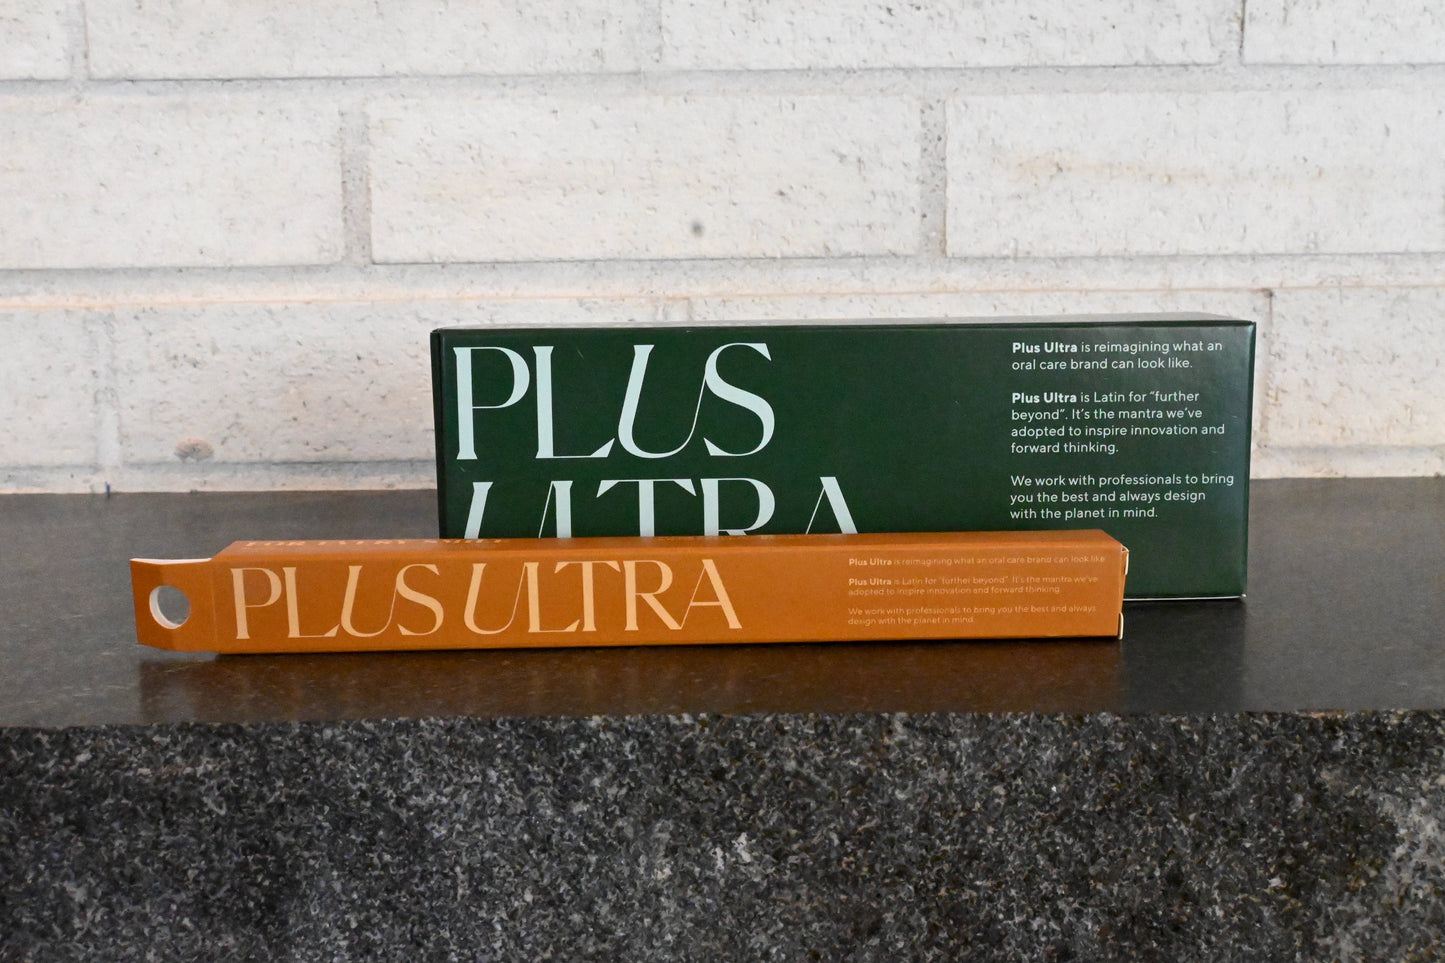 PLUS
ULTRA
Plus Ultra is reimagining what an
oral care brand can look like.
Plus Ultra is Latin for “further
beyond”. It’s the mantra we’ve
adopted to inspire innovation and
forward thinking.
We work with professionals to bring
you the best and always design
with the planet in mind.
PLUS ULTRA
Plus Ultra is reimagining what an oral care brand can look like.
Plus Ultra is Latin for “further beyond”. It’s the mantra we’ve
adopted to inspire innovation and forward thinking.
We work with professionals to bring you the best and always
design with the planet in mind.